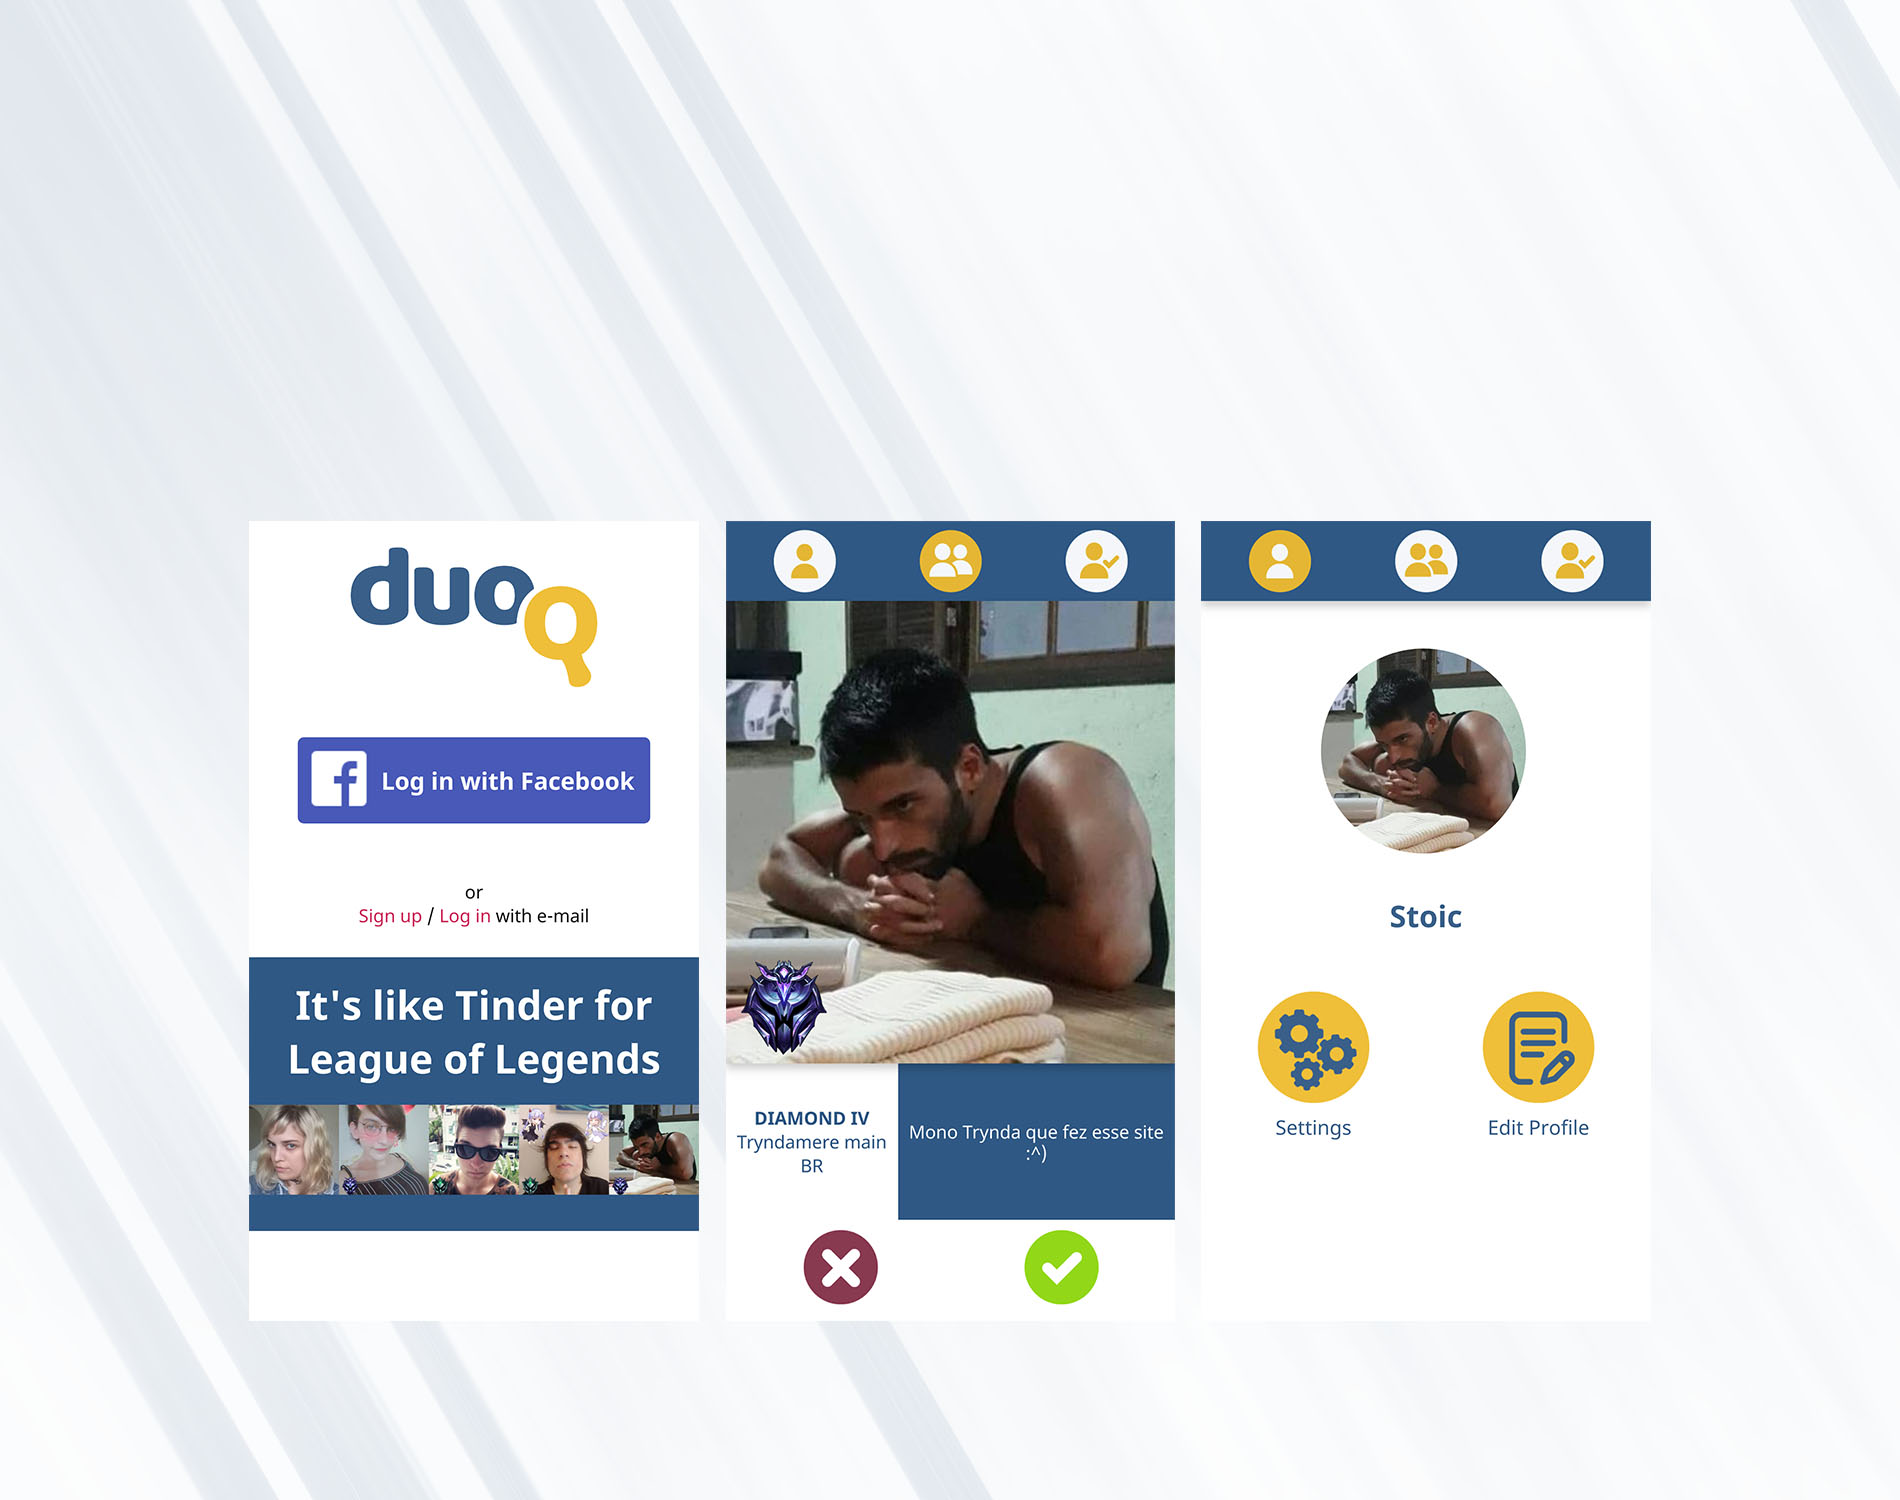 duoQ
Log in with Facebook
or
Sign up / Log in with e-mail
It's like Tinder for
League of Legends
DIAMOND IV
Tryndamere main
BR
Mono Trynda que fez esse site
:^)
Stoic
Settings
Edit Profile